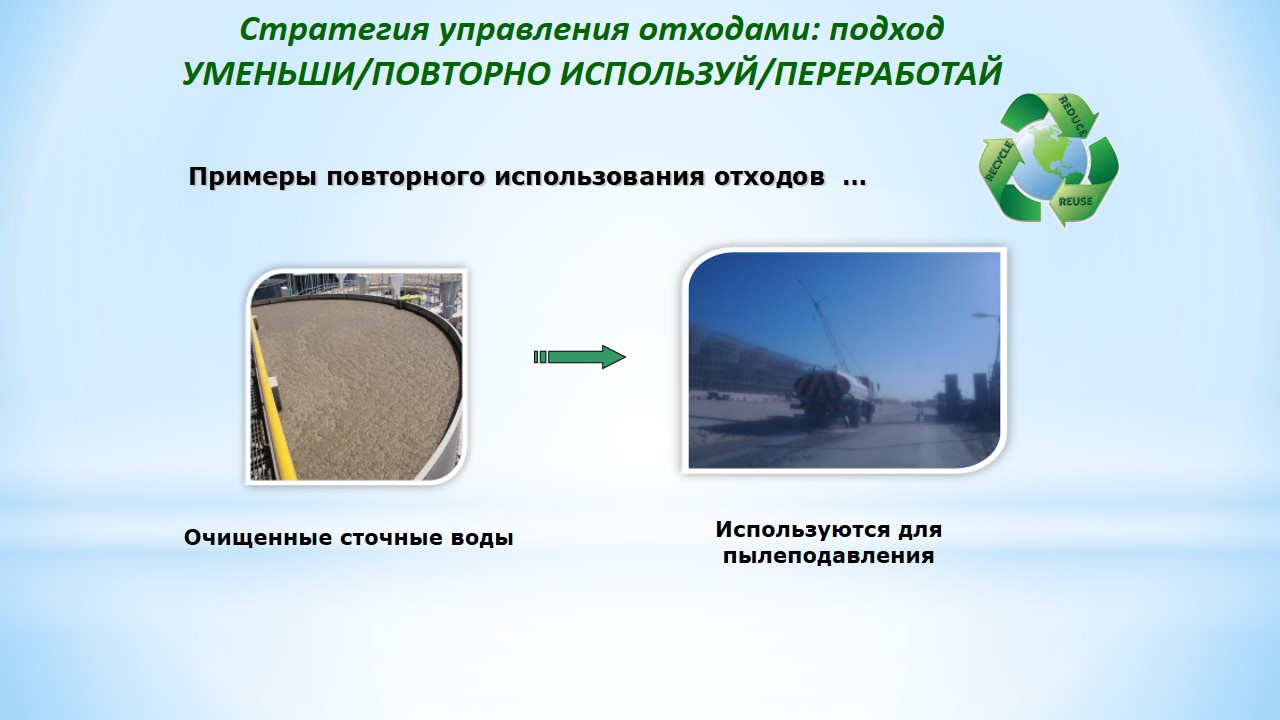 Стратегия управления отходами: подход
УМЕНЬШИ/ПОВТОРНО ИСПОЛЬЗУЙ/ПЕРЕРАБОТАЙ
REDUCE
RECYCLE
REUSE
Примеры повторного использования отходов ...
Очищенные сточные воды
Используются для
пылеподавления